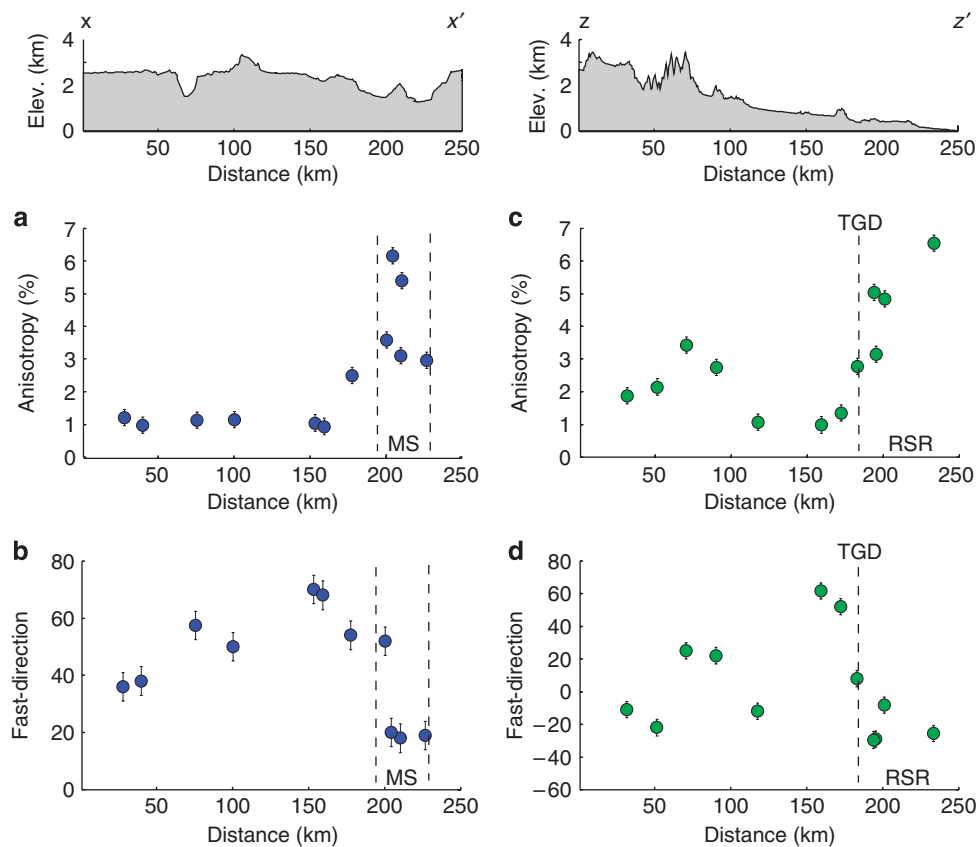 x x′
Elev. (km)
4
2
0
50 100 150 200 250
Distance (km)
z z′
Elev. (km)
4
2
0
50 100 150 200 250
Distance (km)
a
Anisotropy (%)
7
6
5
4
3
2
1
0
MS
50 100 150 200 250
Distance (km)
c
TGD
Anisotropy (%)
7
6
5
4
3
2
1
0
RSR
50 100 150 200 250
Distance (km)
b
Fast-direction
80
60
40
20
0
MS
50 100 150 200 250
Distance (km)
d
TGD
Fast-direction
80
60
40
20
0
−20
−40
−60
RSR
50 100 150 200 250
Distance (km)